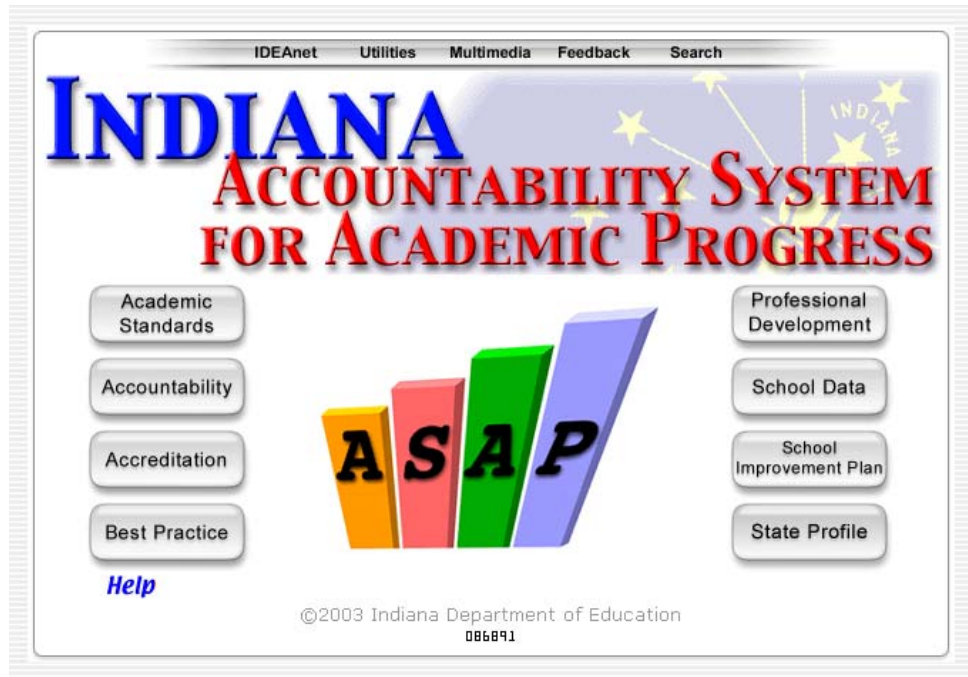 IDEAnet Utilities Multimedia Feedback Search
INDIANA
INDIANA
ACCOUNTABILITY SYSTEM
FOR ACADEMIC PROGRESS
Academic
Standards
Accountability
Accreditation
Best Practice
Help
ASAP
Professional
Development
School Data
School
Improvement Plan
State Profile
©2003 Indiana Department of Education
086891